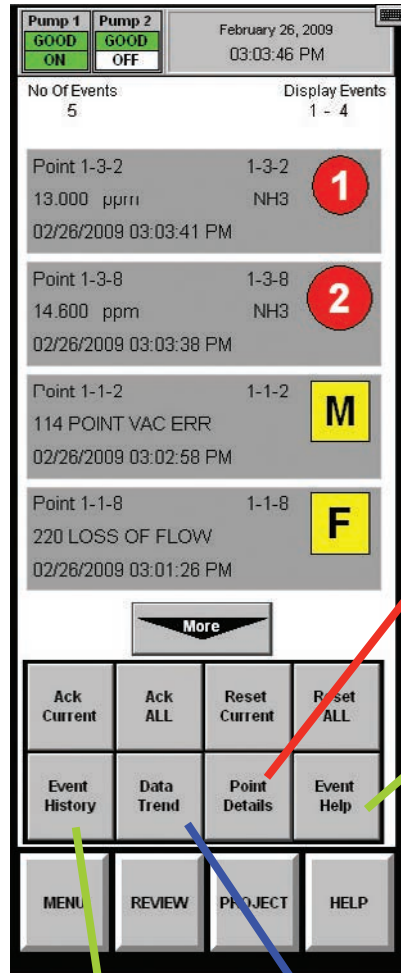 Pump 1 Pump 2
GOOD GOOD
ON OFF
February 26, 2009
03:03:46 PM
No Of Events Display Events
5 1 - 4
Point 1-3-2 1-3-2
13.000 ppm NH3
02/26/2009 03:03:41 PM
1
Point 1-3-8 1-3-8
14.600 ppm NH3
02/26/2009 03:03:38 PM
2
Point 1-1-2 1-1-2
114 POINT VAC ERR
02/26/2009 03:02:58 PM
M
Point 1-1-8 1-1-8
220 LOSS OF FLOW
02/26/2009 03:01:26 PM
F
More
Ack Current
Ack ALL
Reset Current
Reset ALL
Event History
Data Trend
Point Details
Event Help
MENU REVIEW PROJECT HELP